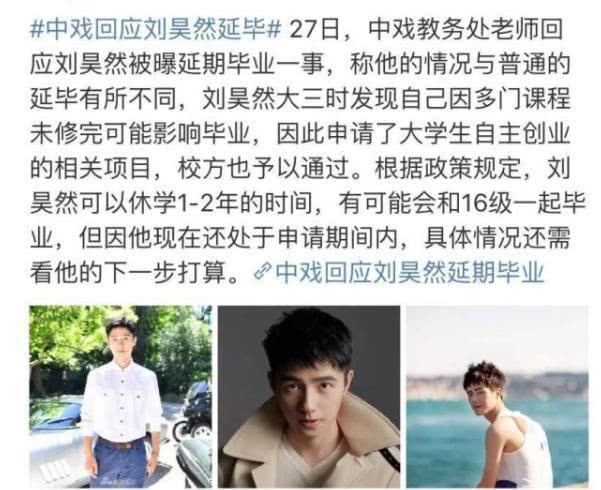 #中戏回应刘昊然延毕# 27日，中戏教务处老师回
应刘昊然被曝延期毕业一事，称他的情况与普通的
延毕有所不同，刘昊然大三时发现自己因多门课程
未修完可能影响毕业，因此申请了大学生自主创业
的相关项目，校方也予以通过。根据政策规定，刘
昊然可以休学1-2年的时间，有可能会和16级一起毕
业，但因他现在还处于申请期间内，具体情况还需
看他的下一步打算。中戏回应刘昊然延期毕业